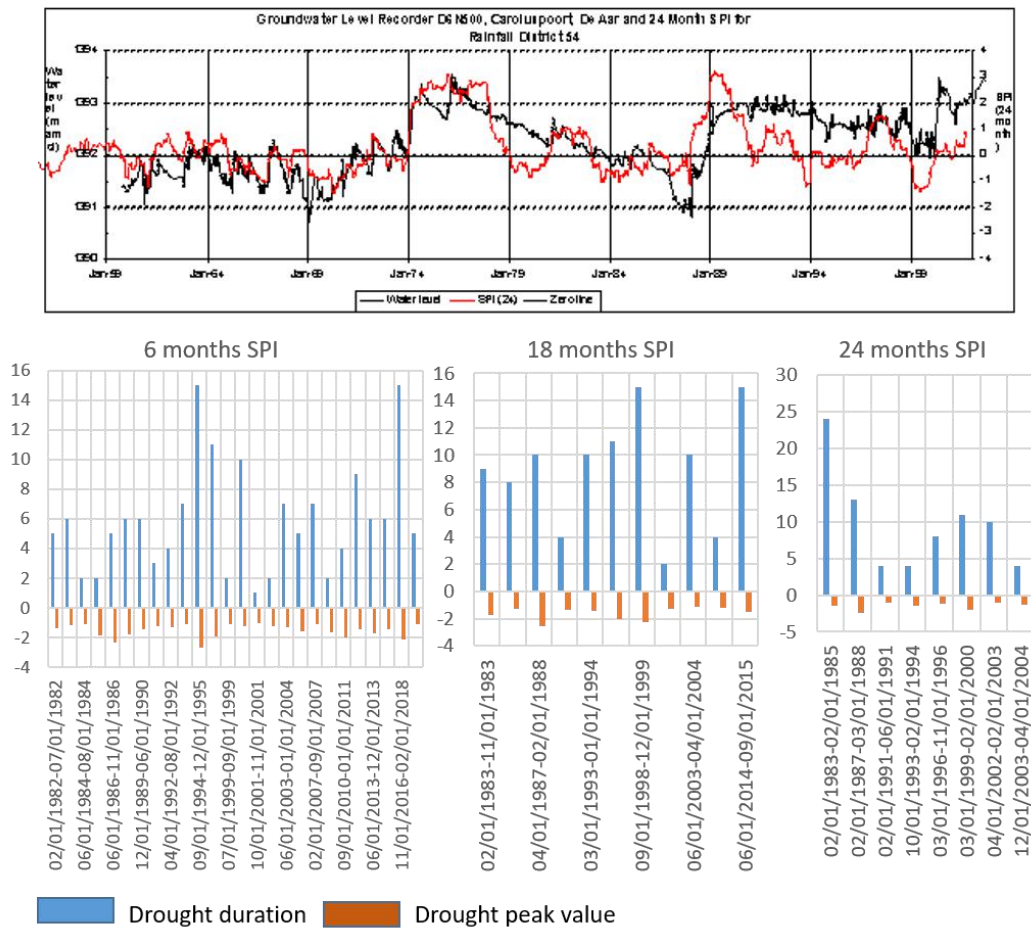 Groundwater Level Recorder D6N500, Caroluspoort, De Aar and 24 Month SPI for
Rainfall District 54
1394
1393
1392
1391
1390
4
3
2
1
0
-1
-2
-3
-4
Wa
ter
lev
el
(m
am
d)
SPI
(24
mo
nth
)
Jan-59
Jan-64
Jan-69
Jan-74
Jan-79
Jan-84
Jan-89
Jan-94
Jan-99
Water level
SPI (24)
Zero line
6 months SPI
16
14
12
10
8
6
4
2
0
-2
-4
02/01/1982-07/01/1982
06/01/1984-08/01/1984
06/01/1986-11/01/1986
12/01/1989-06/01/1990
04/01/1992-08/01/1992
09/01/1994-12/01/1995
07/01/1999-09/01/1999
10/01/2001-11/01/2001
06/01/2003-01/01/2004
02/01/2007-09/01/2007
09/01/2010-01/01/2011
06/01/2013-12/01/2013
11/01/2016-02/01/2018
18 months SPI
16
14
12
10
8
6
4
2
0
-2
-4
02/01/1983-11/01/1983
04/01/1987-02/01/1988
03/01/1993-01/01/1994
09/01/1998-12/01/1999
06/01/2003-04/01/2004
06/01/2014-09/01/2015
24 months SPI
30
25
20
15
10
5
0
-5
02/01/1983-02/01/1985
02/01/1987-03/01/1988
02/01/1991-06/01/1991
10/01/1993-02/01/1994
03/01/1996-11/01/1996
03/01/1999-02/01/2000
04/01/2002-02/01/2003
12/01/2003-04/01/2004
Drought duration
Drought peak value